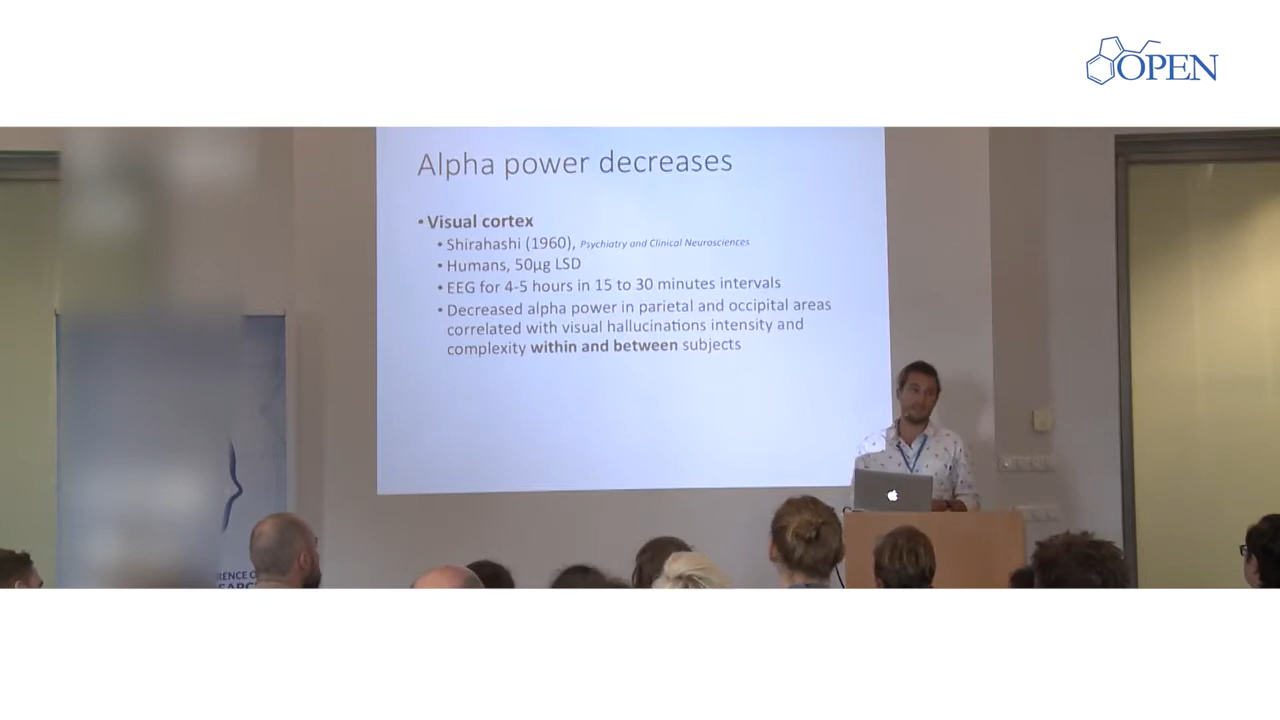 OPEN
Alpha power decreases
• Visual cortex
• Shirahashi (1960), Psychiatry and Clinical Neurosciences
• Humans, 50µg LSD
• EEG for 4-5 hours in 15 to 30 minutes intervals
• Decreased alpha power in parietal and occipital areas
correlated with visual hallucinations intensity and
complexity within and between subjects